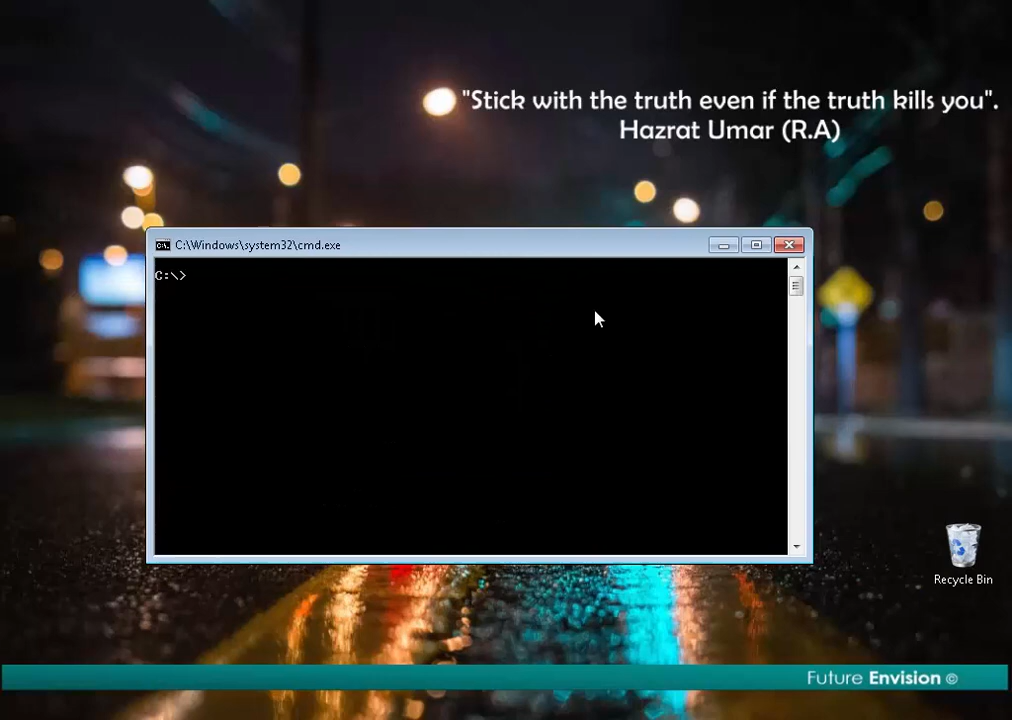 "Stick with the truth even if the truth kills you".
Hazrat Umar (R.A)
C:\Windows\system32\cmd.exe
C:\>
Recycle Bin
Future Envision ©